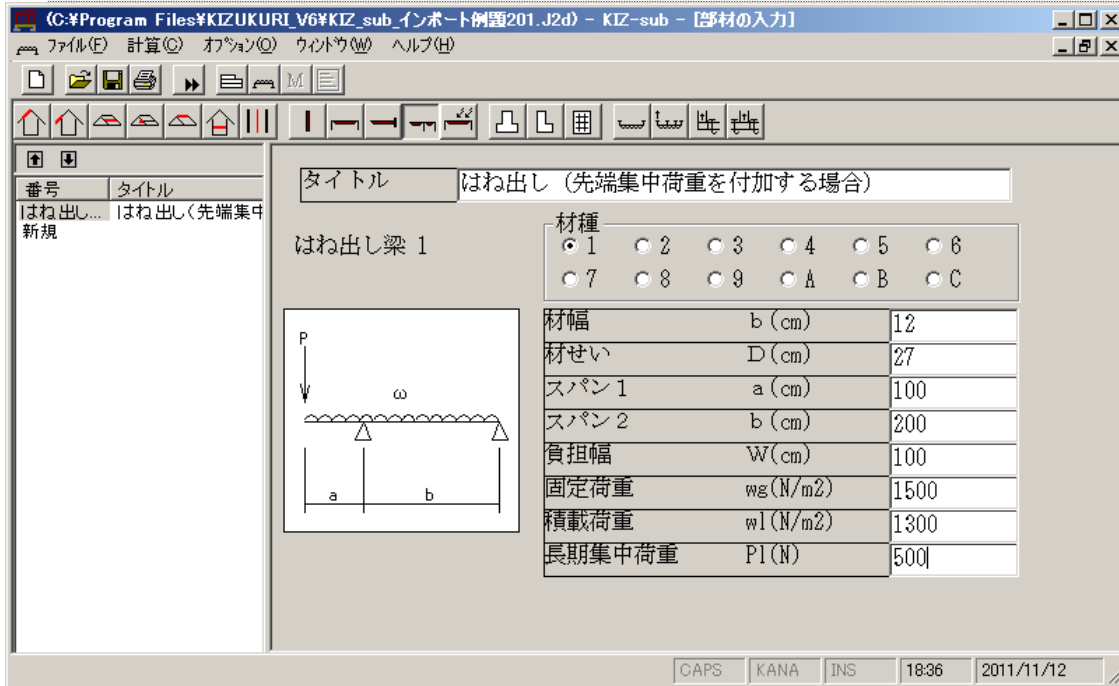 (C:¥Program Files¥KIZUKURI_V6¥KIZ_sub_インポート例題201.J2d) - KIZ-sub - [部材の入力]
ファイル(F) 計算(C) オプション(O) ウィンドウ(W) ヘルプ(H)
M
番号 タイトル
はね出し... はね出し(先端集中
新規
タイトル はね出し (先端集中荷重を付加する場合)
はね出し梁 1
材種
1 2 3 4 5 6
7 8 9 A B C
P
ω
a b
材幅 b(cm) 12
材せい D(cm) 27
スパン1 a(cm) 100
スパン2 b(cm) 200
負担幅 W(cm) 100
固定荷重 wg(N/m2) 1500
積載荷重 wl(N/m2) 1300
長期集中荷重 Pl(N) 500
CAPS KANA INS 18:36 2011/11/12